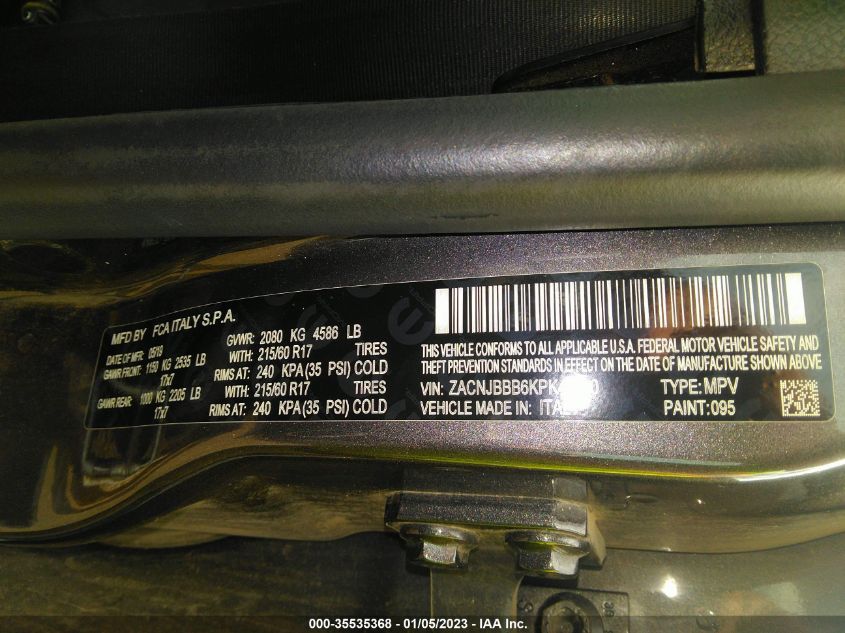 MFD BY FCA ITALY S.P.A.
DATE OF MFR 05/19 GVWR: 2080 KG 4586 LB
GAWR FRONT: 1150 KG 2535 LB WITH: 215/60 R17 TIRES
17x7 RIMS AT: 240 KPA(35 PSI) COLD
GAWR REAR: 1000 KG 2205 LB WITH: 215/60 R17 TIRES
17x7 RIMS AT: 240 KPA(35 PSI) COLD
THIS VEHICLE CONFORMS TO ALL APPLICABLE U.S.A. FEDERAL MOTOR VEHICLE SAFETY
THEFT PREVENTION STANDARDS IN EFFECT ON THE DATE OF MANUFACTURE SHOWN ABOVE
VIN: TYPE: MPV
VEHICLE MADE IN: PAINT: 095
000-35535368 - 01/05/2023 - IAA Inc.